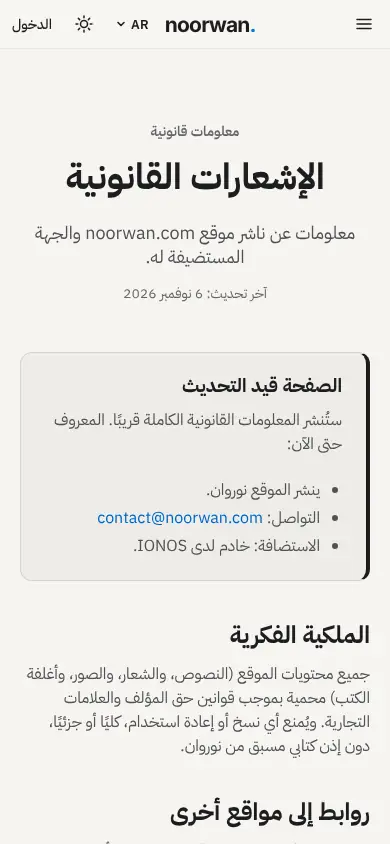 noorwan.
AR
الدخول
معلومات قانونية
الإشعارات القانونية
معلومات عن ناشر موقع noorwan.com والجهة
المستضيفة له.
آخر تحديث: 6 نوفمبر 2026
الصفحة قيد التحديث
ستُنشر المعلومات القانونية الكاملة قريبًا. المعروف
حتى الآن:
ينشر الموقع نوروان.
التواصل: contact@noorwan.com
الاستضافة: خادم لدى IONOS.
الملكية الفكرية
جميع محتويات الموقع (النصوص، والشعار، والصور، وأغلفة
الكتب) محمية بموجب قوانين حق المؤلف والعلامات
التجارية. ويُمنع أي نسخ أو إعادة استخدام، كليًا أو جزئيًا،
دون إذن كتابي مسبق من نوروان.
روابط إلى مواقع أخرى